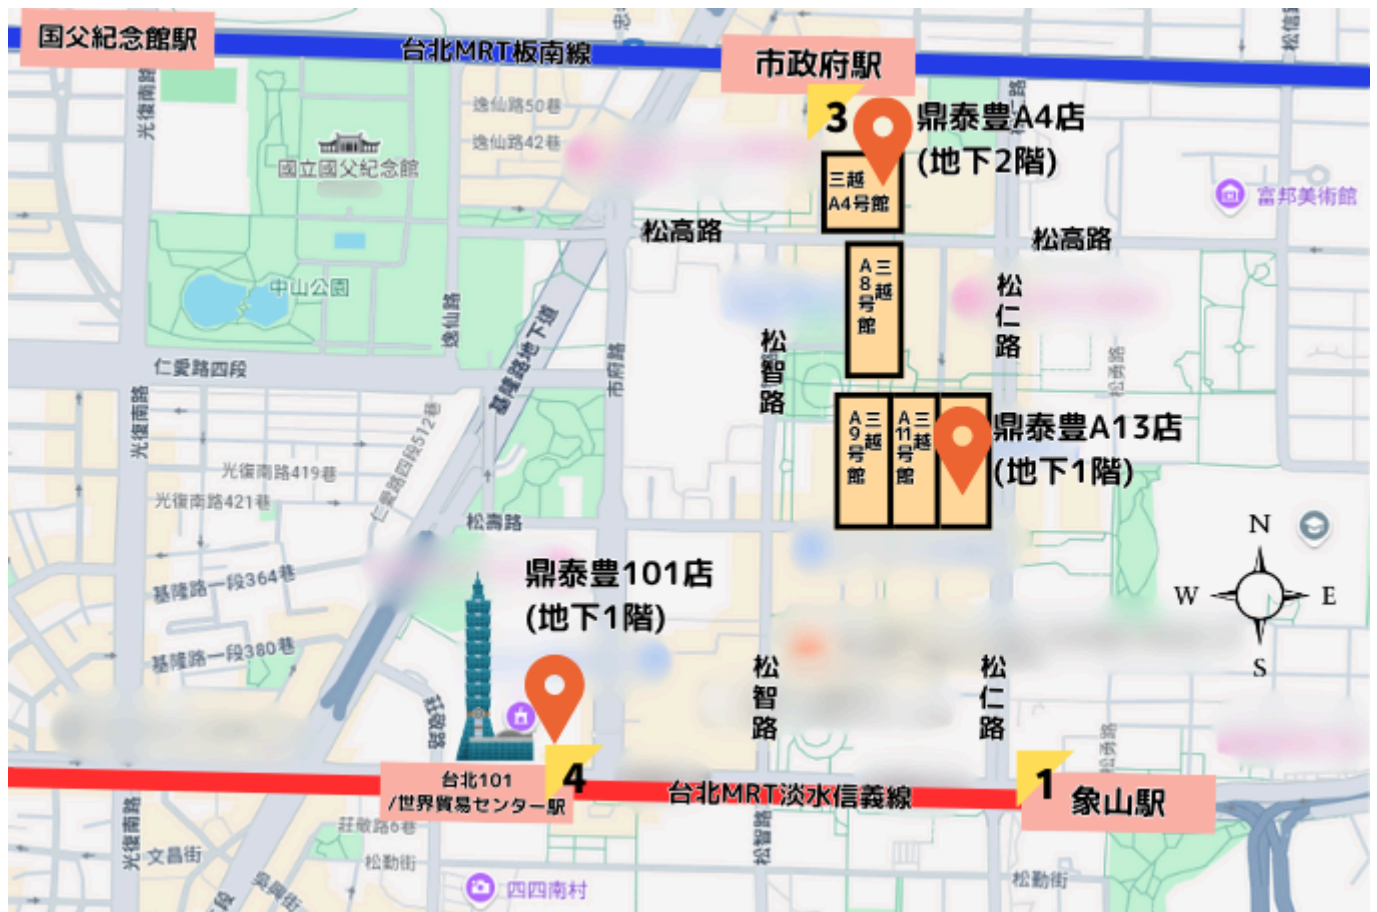 国父紀念館駅
台北MRT板南線
市政府駅
3
鼎泰豊A4店
(地下2階)
三越
A4号館
逸仙路50巷
逸仙路42巷
光復南路
國立國父紀念館
富邦美術館
松高路
松高路
三越
A8号館
松仁路
松智路
中山公園
逸仙路
基隆路地下道
市府路
仁愛路四段
松勇路
光復南路
三越
A9号館
三越
A11号館
鼎泰豊A13店
(地下1階)
仁愛路四段512巷
光復南路419巷
光復南路421巷
松壽路
N
W
E
S
基隆路一段364巷
基隆路一段380巷
鼎泰豊101店
(地下1階)
松智路
松仁路
松勇路
台北101
/世界貿易センター駅
4
台北MRT淡水信義線
1
象山駅
光復南路
莊敬路6巷
松智路
文昌街
松勤街
松勤街
吳興街
四四南村